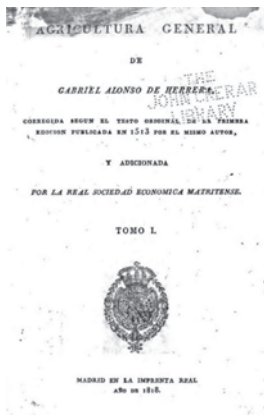 AGRICULTURA GENERAL
DE
GABRIEL ALONSO DE HERRERA,
THE
JOHN CRERAR
LIBRARY
CORREGIDA SEGUN EL TESTO ORIGINAL DE LA PRIMERA
EDICION PUBLICADA EN 1513 POR EL MISMO AUTOR,
Y ADICIONADA
POR LA REAL SOCIEDAD ECONOMICA MATRITENSE.
TOMO I.
MADRID EN LA IMPRENTA REAL
AÑO DE 1818.